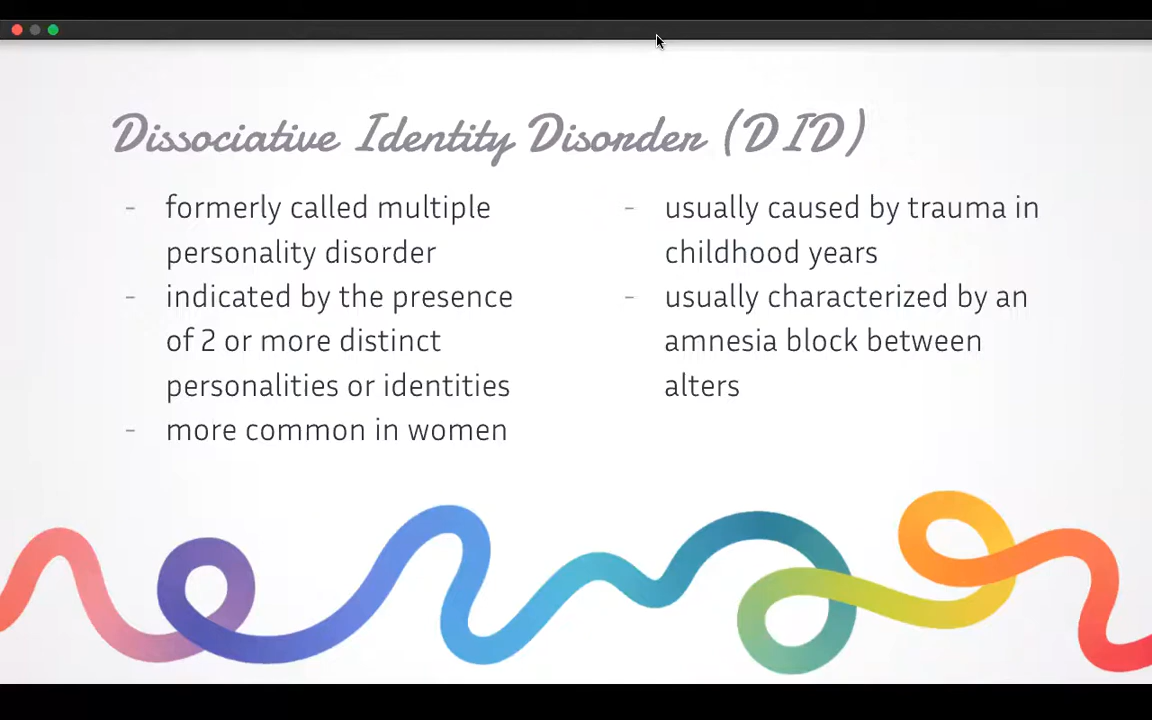 Dissociative Identity Disorder (DID)
- formerly called multiple
personality disorder
- indicated by the presence
of 2 or more distinct
personalities or identities
- more common in women
- usually caused by trauma in
childhood years
- usually characterized by an
amnesia block between
alters